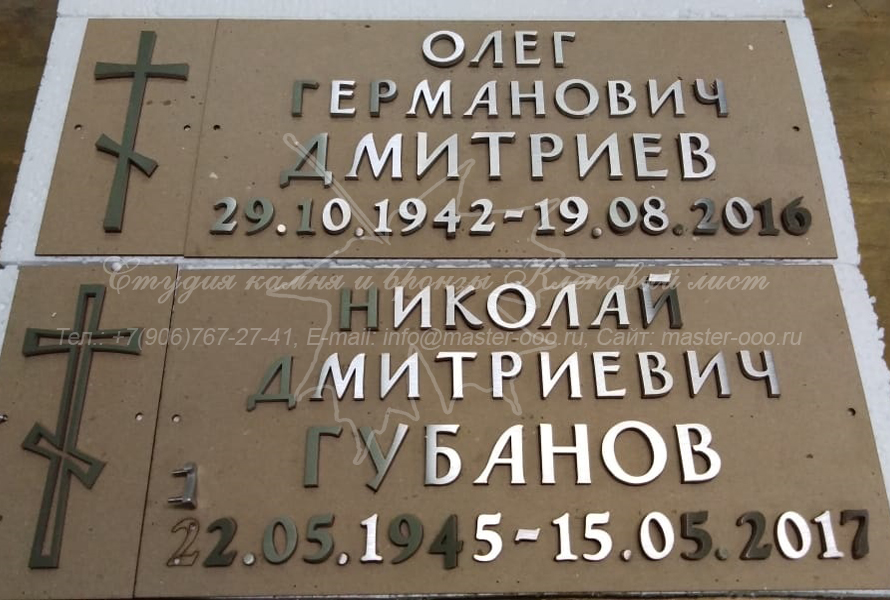 ОЛЕГ
ГЕРМАНОВИЧ
ДМИТРИЕВ
29.10.1942-19.08.2016
Студия камня и бронзы Кленовый лист
НИКОЛАЙ
Тел.: +7(906)767-27-41, E-mail: info@master-ooo.ru, Сайт: master-ooo.ru
ДМИТРИЕВИЧ
ГУБАНОВ
22.05.1945-15.05.2017